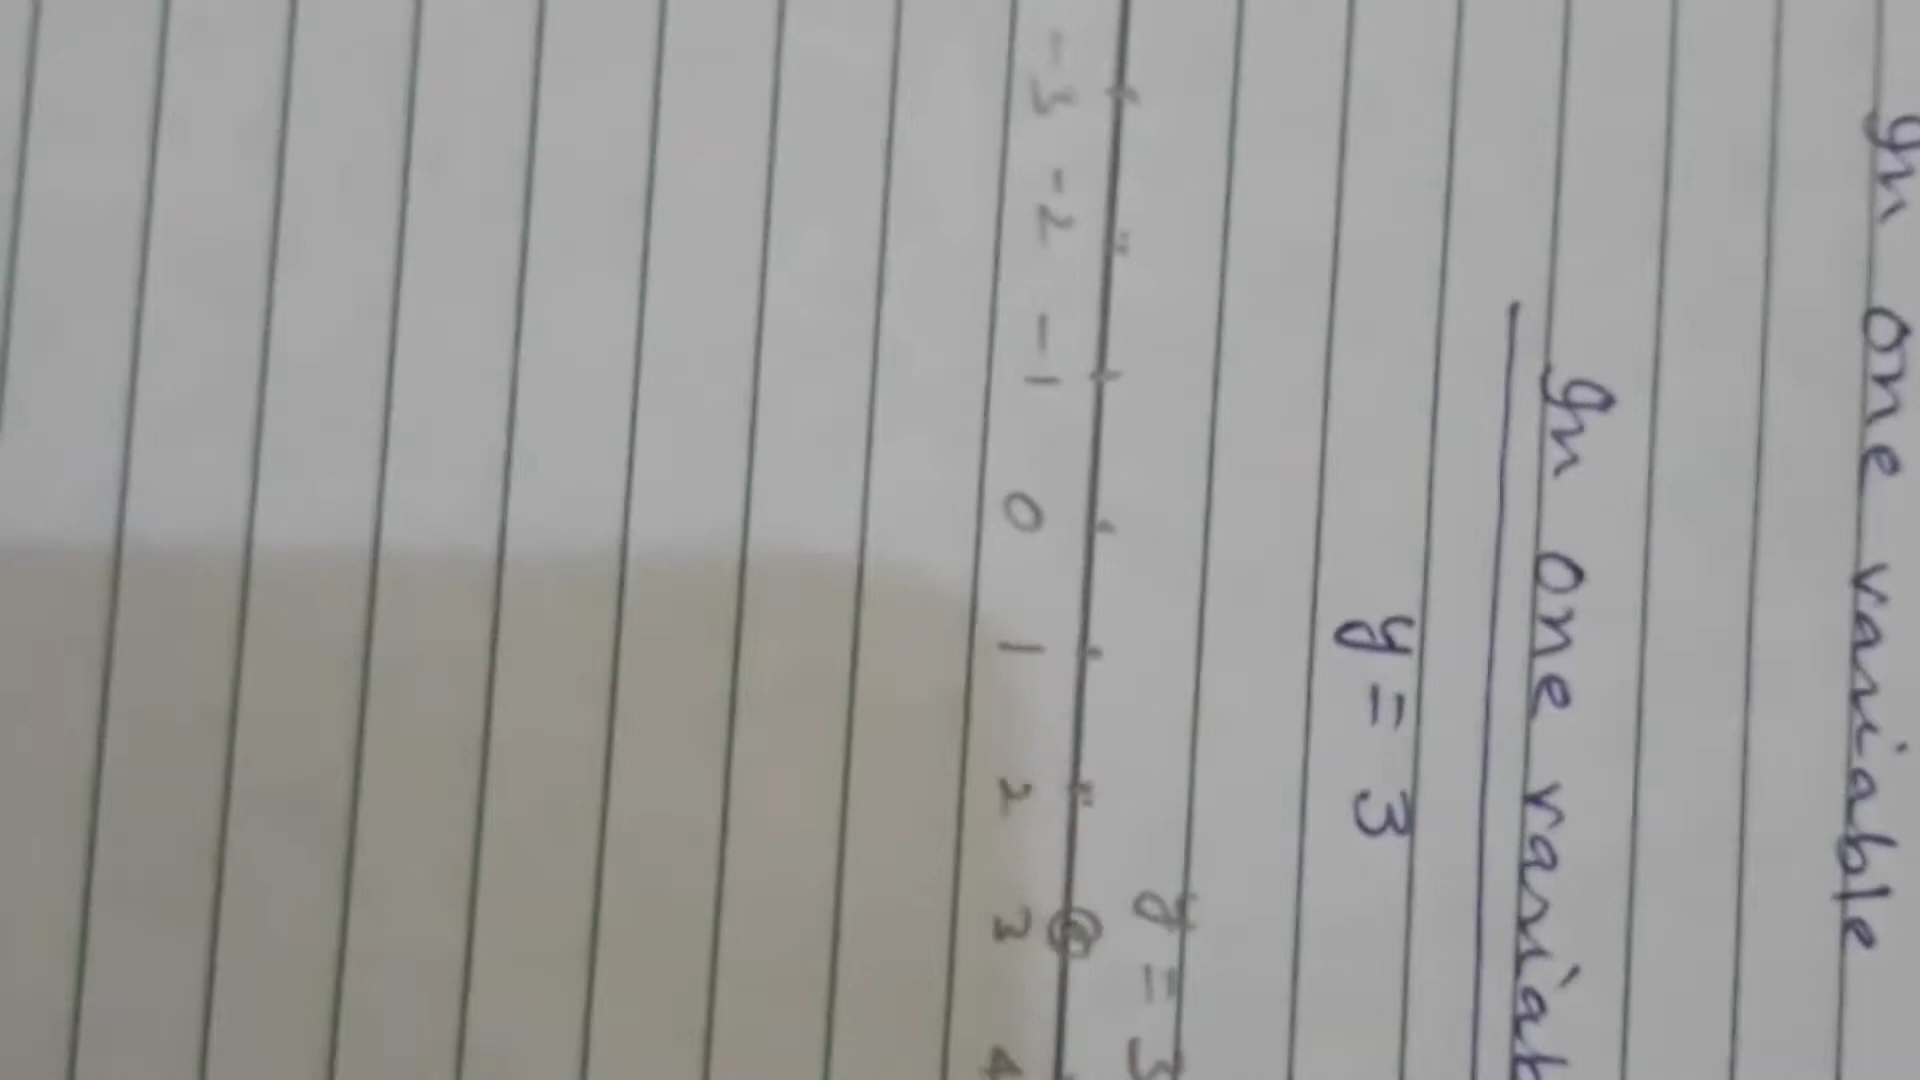 In one variable
In one variab
y = 3
y = 3
-3 -2 -1 0 1 2 3 4